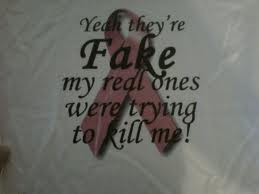 Yeah they're
Fake
my real ones
were trying
to kill me!